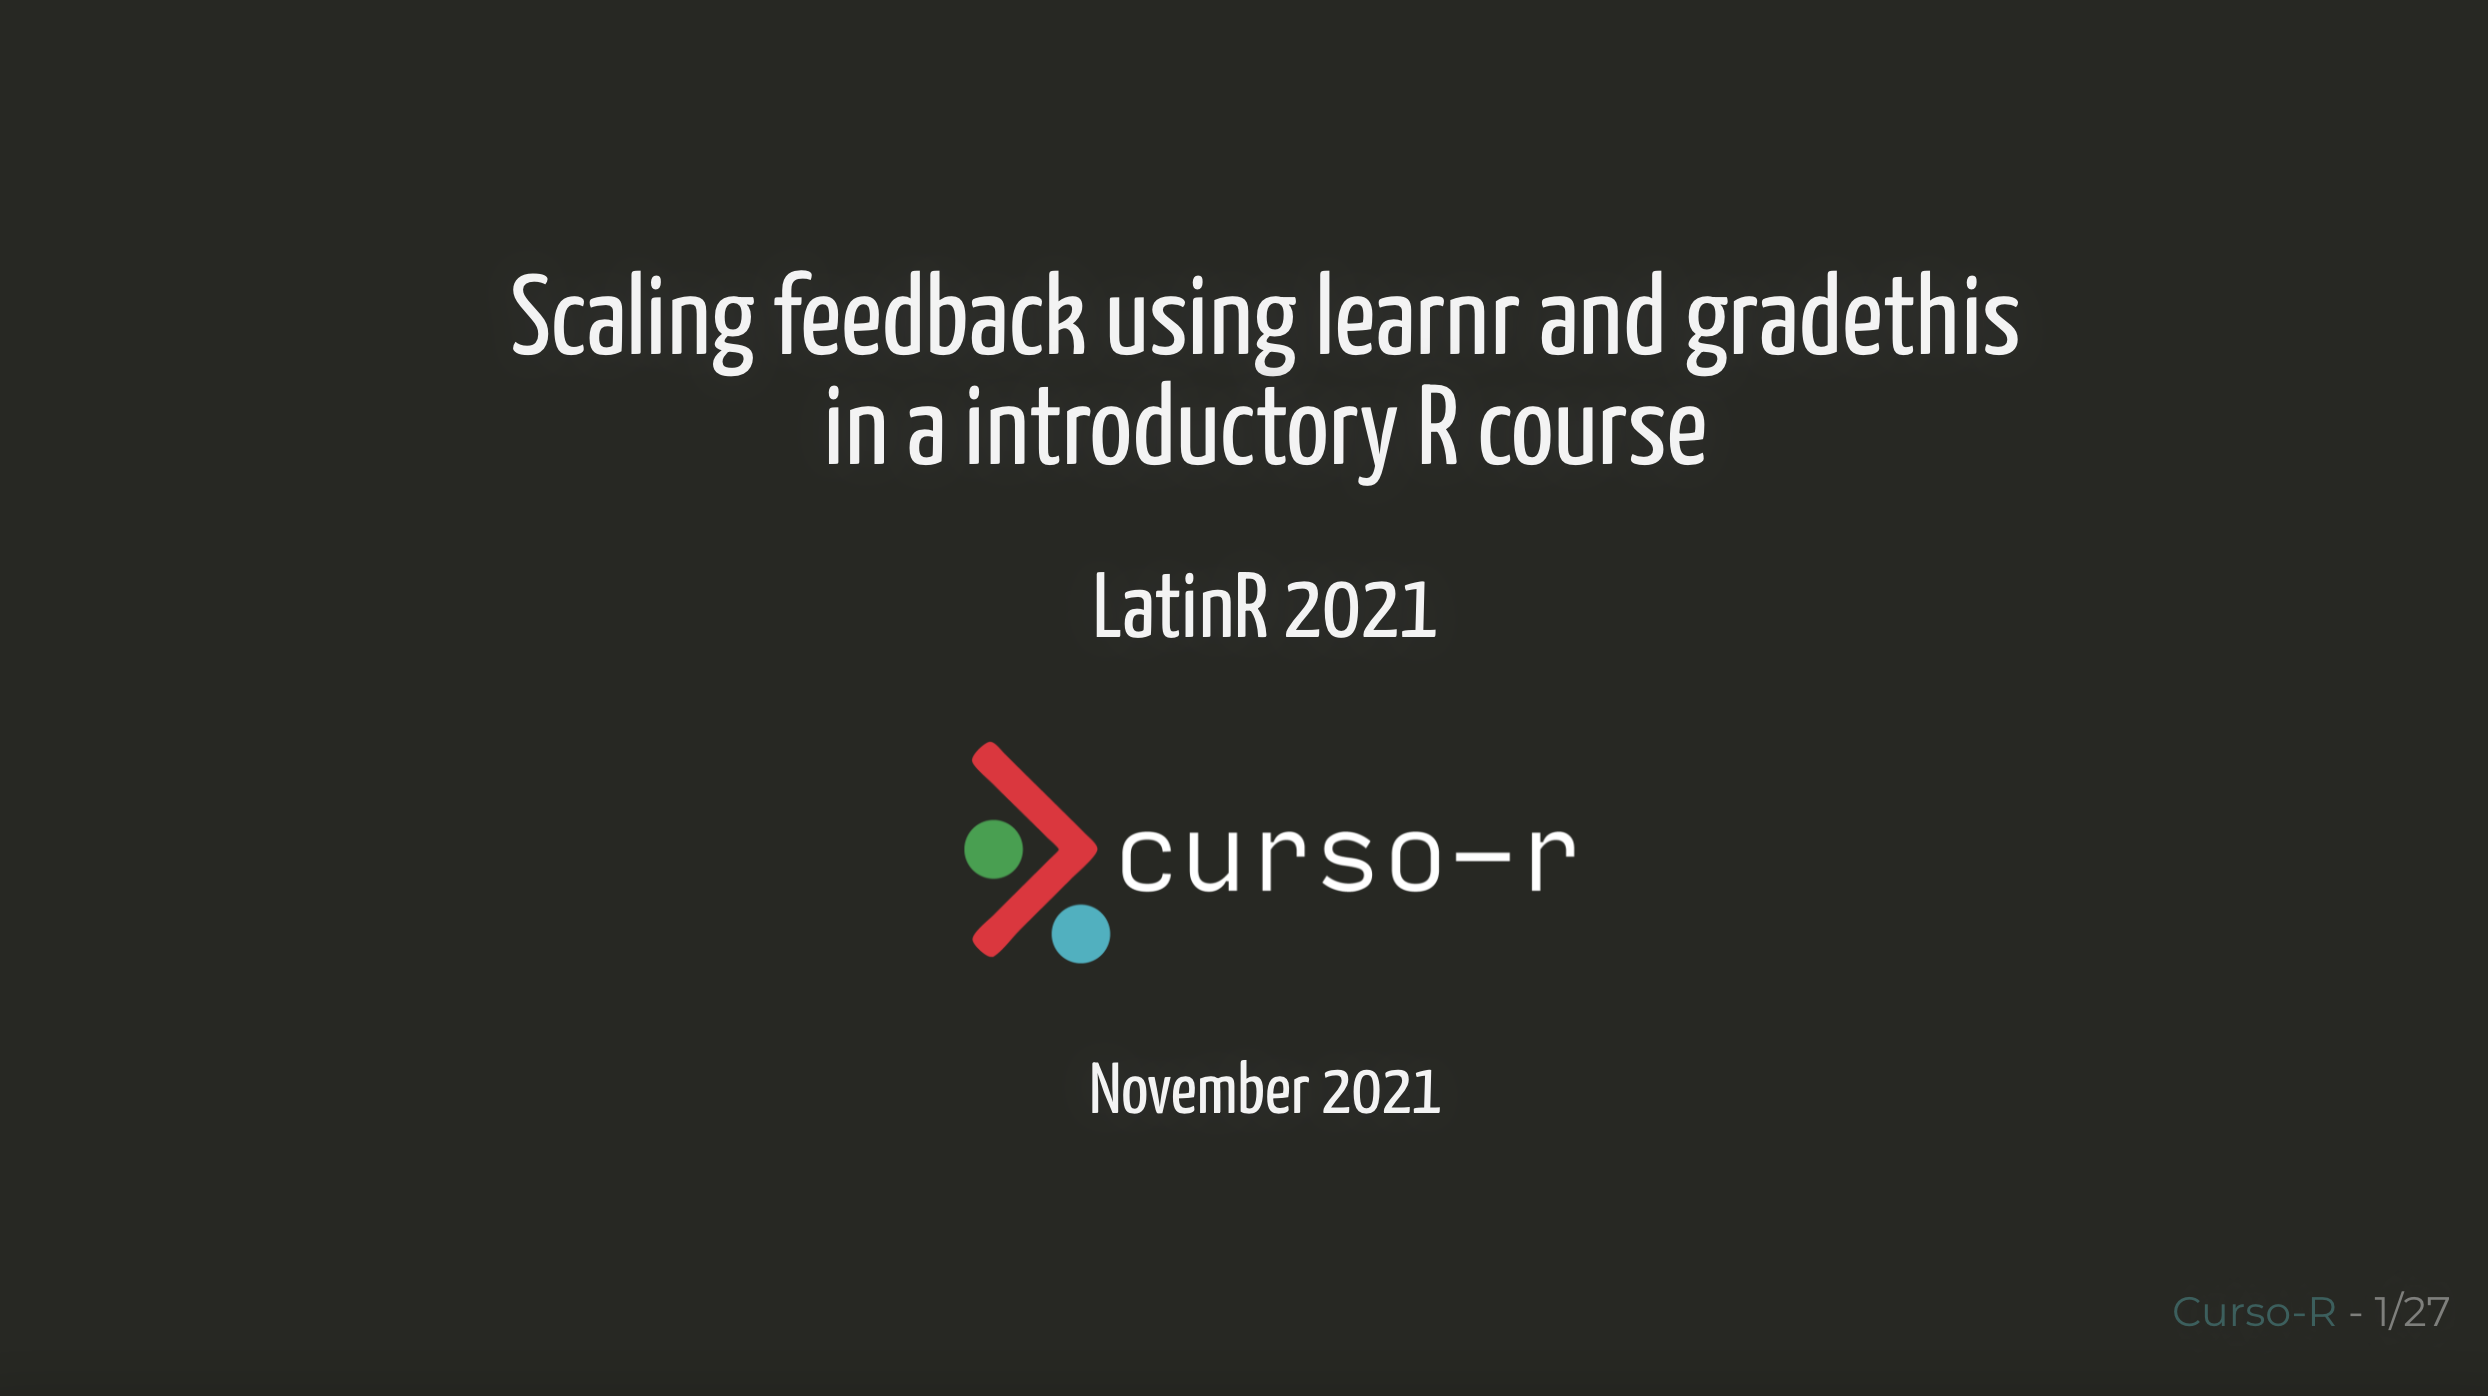 Scaling feedback using learnr and gradethis
in a introductory R course
LatinR 2021
curso-r
November 2021
Curso-R - 1/27